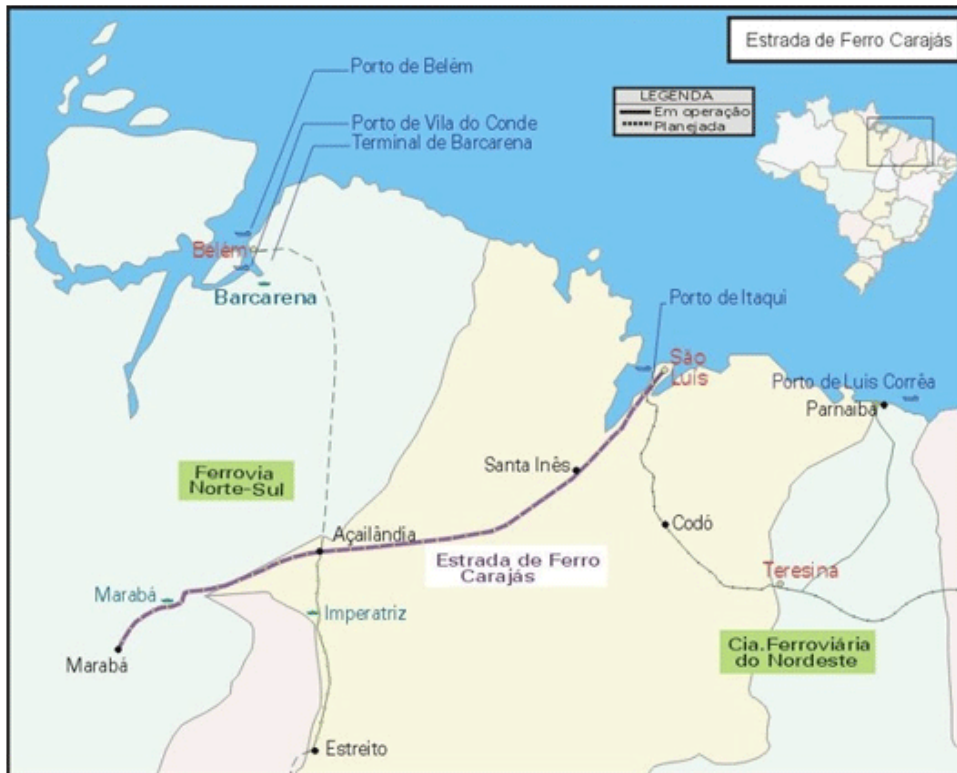 Estrada de Ferro Carajás
LEGENDA
Em operação
Planejada
Porto de Belém
Porto de Vila do Conde
Terminal de Barcarena
Belém
Barcarena
Porto de Itaqui
São
Luís
Porto de Luis Corrêa
Parnaíba
Santa Inês
Ferrovia
Norte-Sul
Codó
Açailândia
Estrada de Ferro
Carajás
Teresina
Marabá
Imperatriz
Cia.Ferroviária
do Nordeste
Marabá
Estreito